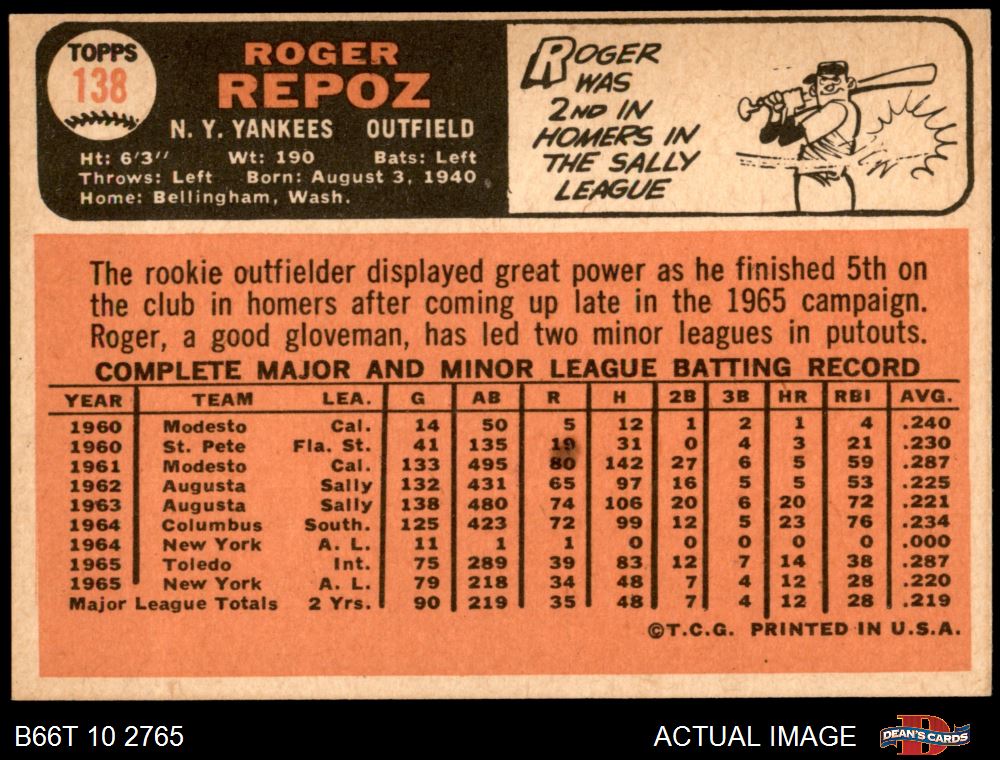 TOPPS
138
ROGER
REPOZ
N. Y. YANKEES OUTFIELD
Ht: 6'3" Wt: 190 Bats: Left
Throws: Left Born: August 3, 1940
Home: Bellingham, Wash.
ROGER
WAS
2ND IN
HOMERS IN
THE SALLY
LEAGUE
The rookie outfielder displayed great power as he finished 5th on
the club in homers after coming up late in the 1965 campaign.
Roger, a good gloveman, has led two minor leagues in putouts.
COMPLETE MAJOR AND MINOR LEAGUE BATTING RECORD
YEAR TEAM LEA. G AB R H 2B 3B HR RBI AVG.
1960 Modesto Cal. 14 50 5 12 1 2 1 4 .240
1960 St. Pete Fla. St. 41 135 19 31 0 4 3 21 .230
1961 Modesto Cal. 133 495 80 142 27 6 5 59 .287
1962 Augusta Sally 132 431 65 97 16 5 5 53 .225
1963 Augusta Sally 138 480 74 106 20 6 20 72 .221
1964 Columbus South. 125 423 72 99 12 5 23 76 .234
1964 New York A. L. 11 1 1 0 0 0 0 0 .000
1965 Toledo Int. 75 289 39 83 12 7 14 38 .287
1965 New York A. L. 79 218 34 48 7 4 12 28 .220
Major League Totals 2 Yrs. 90 219 35 48 7 4 12 28 .219
©T.C.G. PRINTED IN U.S.A.
B66T 10 2765 ACTUAL IMAGE DEAN'S CARDS